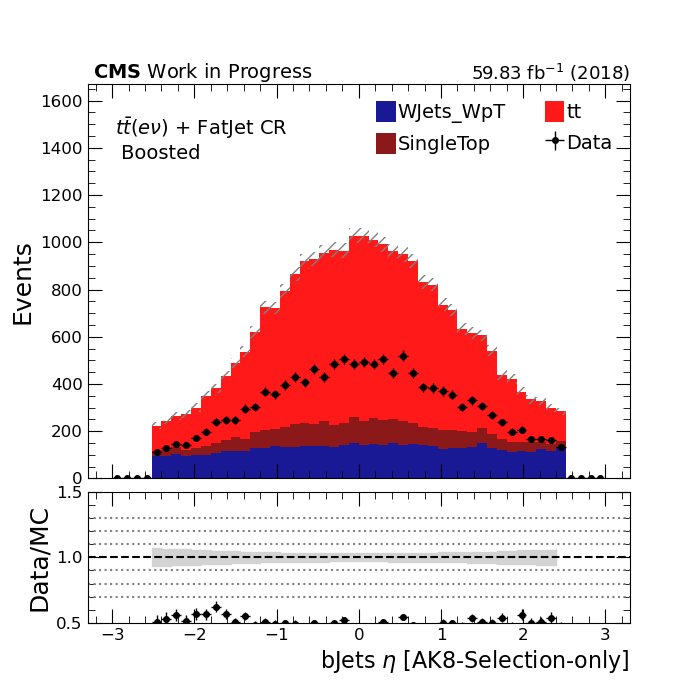 CMS Work in Progress 59.83 fb⁻¹ (2018)
1600
1400
1200
1000
800
600
400
200
0
Events
tt̄(eν) + FatJet CR
Boosted
WJets_WpT tt
SingleTop Data
1.5
1.0
0.5
Data/MC
−3 −2 −1 0 1 2 3
bJets η [AK8-Selection-only]